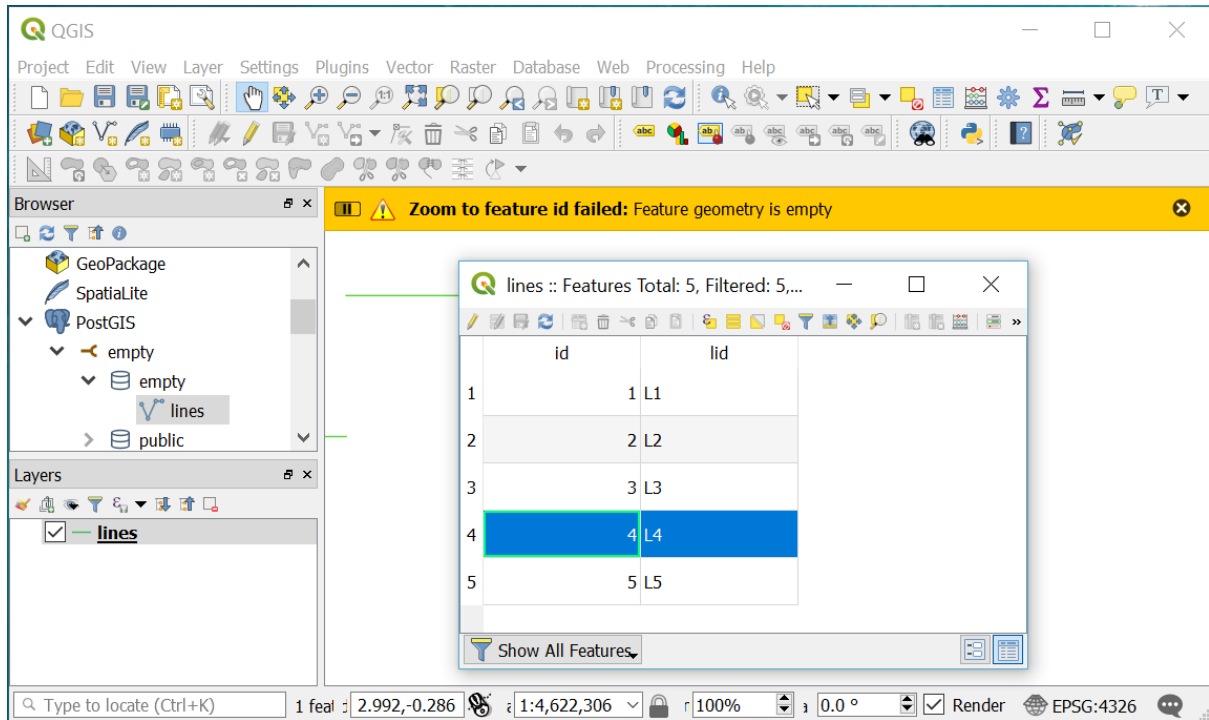 QGIS
Project Edit View Layer Settings Plugins Vector Raster Database Web Processing Help
Browser
Zoom to feature id failed: Feature geometry is empty
GeoPackage
SpatiaLite
PostGIS
empty
empty
lines
public
Layers
lines
lines :: Features Total: 5, Filtered: 5,...
id lid
1 1 L1
2 2 L2
3 3 L3
4 4 L4
5 5 L5
Show All Features
Type to locate (Ctrl+K) 1 feat 2.992,-0.286 1:4,622,306 100% 0.0 ° Render EPSG:4326